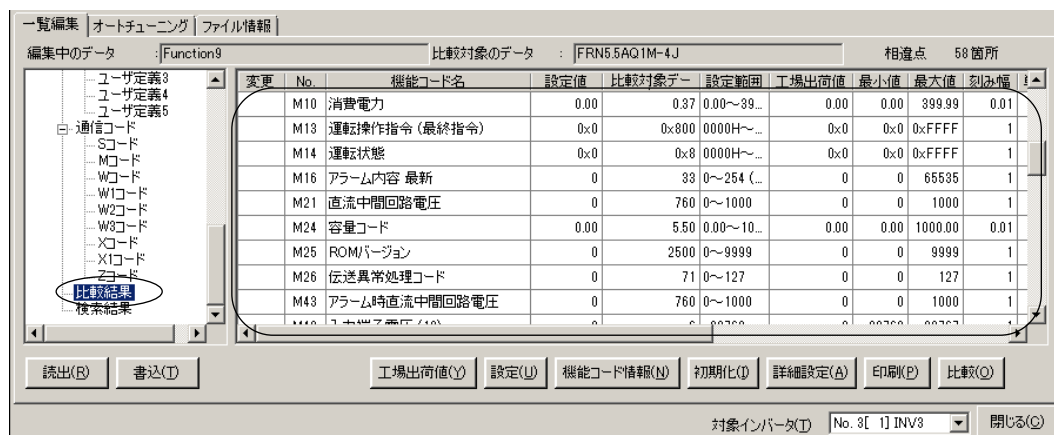 一覧編集 オートチューニング ファイル情報
編集中のデータ :Function9 比較対象のデータ : FRN5.5AQ1M-4J 相違点 58箇所
ユーザ定義3
ユーザ定義4
ユーザ定義5
通信コード
Sコード
Mコード
Wコード
W1コード
W2コード
W3コード
Xコード
X1コード
Zコード
比較結果
検索結果
変更 No. 機能コード名 設定値 比較対象デー 設定範囲 工場出荷値 最小値 最大値 刻み幅
M10 消費電力 0.00 0.37 0.00～39... 0.00 0.00 399.99 0.01
M13 運転操作指令 (最終指令) 0x0 0x800 0000H～... 0x0 0x0 0xFFFF 1
M14 運転状態 0x0 0x8 0000H～... 0x0 0x0 0xFFFF 1
M16 アラーム内容 最新 0 33 0～254 (... 0 0 65535 1
M21 直流中間回路電圧 0 760 0～1000 0 0 1000 1
M24 容量コード 0.00 5.50 0.00～10... 0.00 0.00 1000.00 0.01
M25 ROMバージョン 0 2500 0～9999 0 0 9999 1
M26 伝送異常処理コード 0 71 0～127 0 0 127 1
M43 アラーム時直流中間回路電圧 0 760 0～1000 0 0 1000 1
読出(R) 書込(T) 工場出荷値(Y) 設定(U) 機能コード情報(N) 初期化(I) 詳細設定(A) 印刷(P) 比較(O)
対象インバータ(T) No. 3[ 1] INV3 閉じる(C)